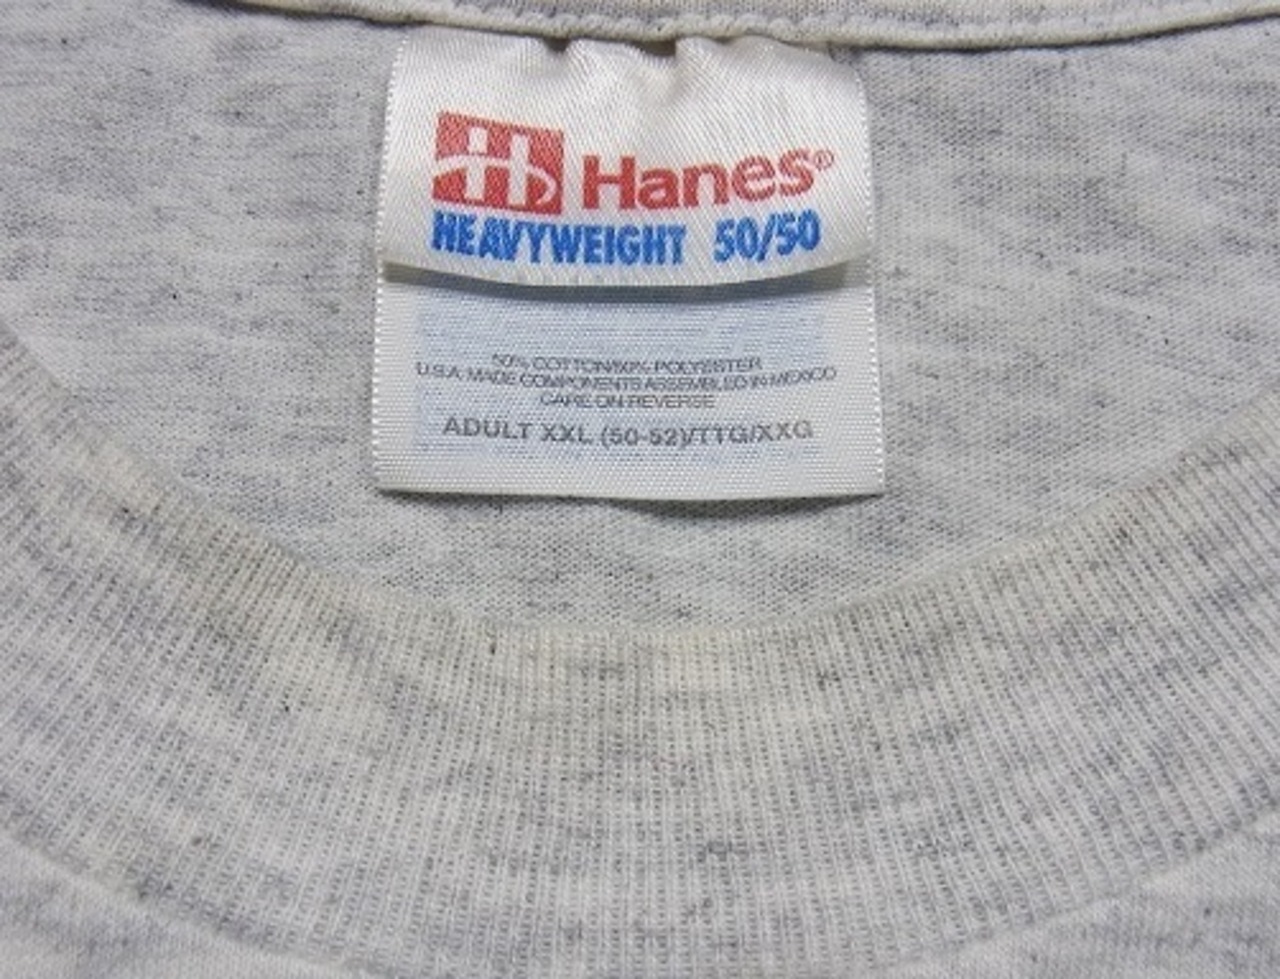 H Hanes®
HEAVYWEIGHT 50/50
50% COTTON/50% POLYESTER
U.S.A. MADE COMPONENTS ASSEMBLED IN MEXICO
CARE ON REVERSE
ADULT XXL (50-52)/TTG/XXG